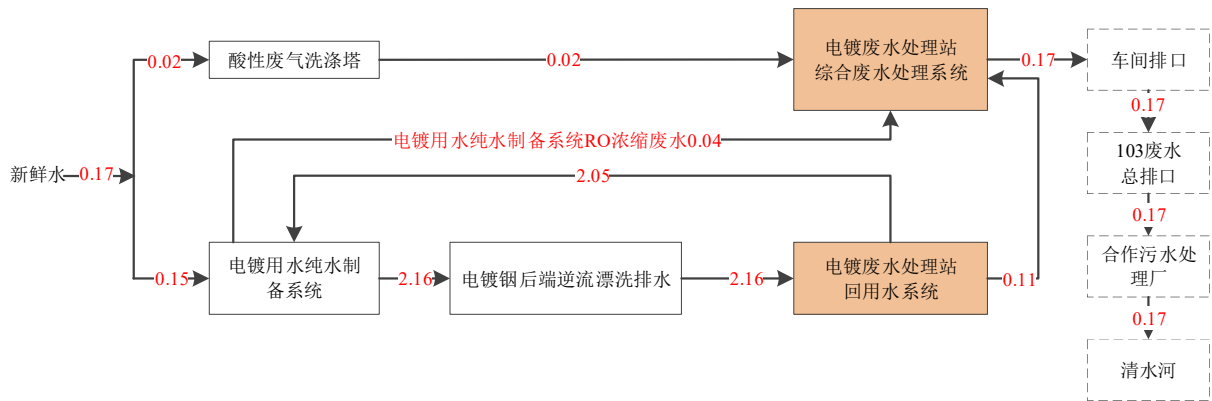 0.02
酸性废气洗涤塔
0.02
电镀废水处理站
综合废水处理系统
0.17
车间排口
0.17
电镀用水纯水制备系统RO浓缩废水0.04
103废水
总排口
新鲜水
0.17
2.05
0.17
0.15
电镀用水纯水制
备系统
2.16
电镀铟后端逆流漂洗排水
2.16
电镀废水处理站
回用水系统
0.11
合作污水处
理厂
0.17
清水河